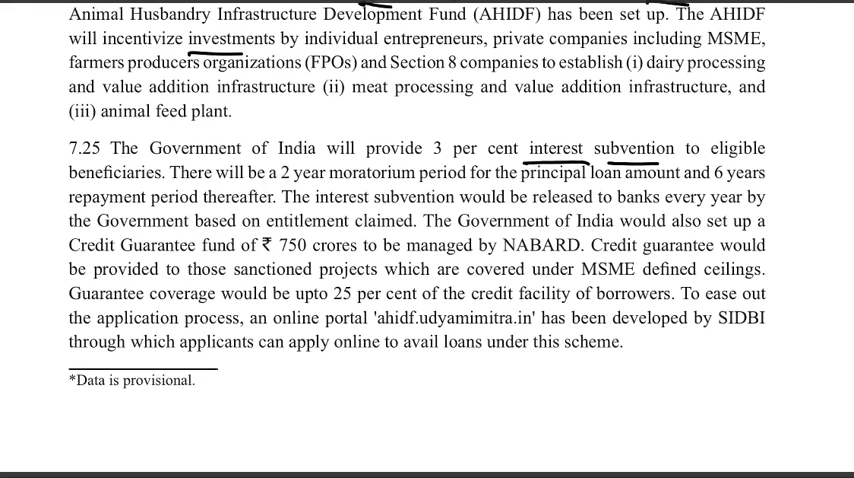 Animal Husbandry Infrastructure Development Fund (AHIDF) has been set up. The AHIDF
will incentivize investments by individual entrepreneurs, private companies including MSME,
farmers producers organizations (FPOs) and Section 8 companies to establish (i) dairy processing
and value addition infrastructure (ii) meat processing and value addition infrastructure, and
(iii) animal feed plant.
7.25 The Government of India will provide 3 per cent interest subvention to eligible
beneficiaries. There will be a 2 year moratorium period for the principal loan amount and 6 years
repayment period thereafter. The interest subvention would be released to banks every year by
the Government based on entitlement claimed. The Government of India would also set up a
Credit Guarantee fund of ₹ 750 crores to be managed by NABARD. Credit guarantee would
be provided to those sanctioned projects which are covered under MSME defined ceilings.
Guarantee coverage would be upto 25 per cent of the credit facility of borrowers. To ease out
the application process, an online portal 'ahidf.udyamimitra.in' has been developed by SIDBI
through which applicants can apply online to avail loans under this scheme.
*Data is provisional.